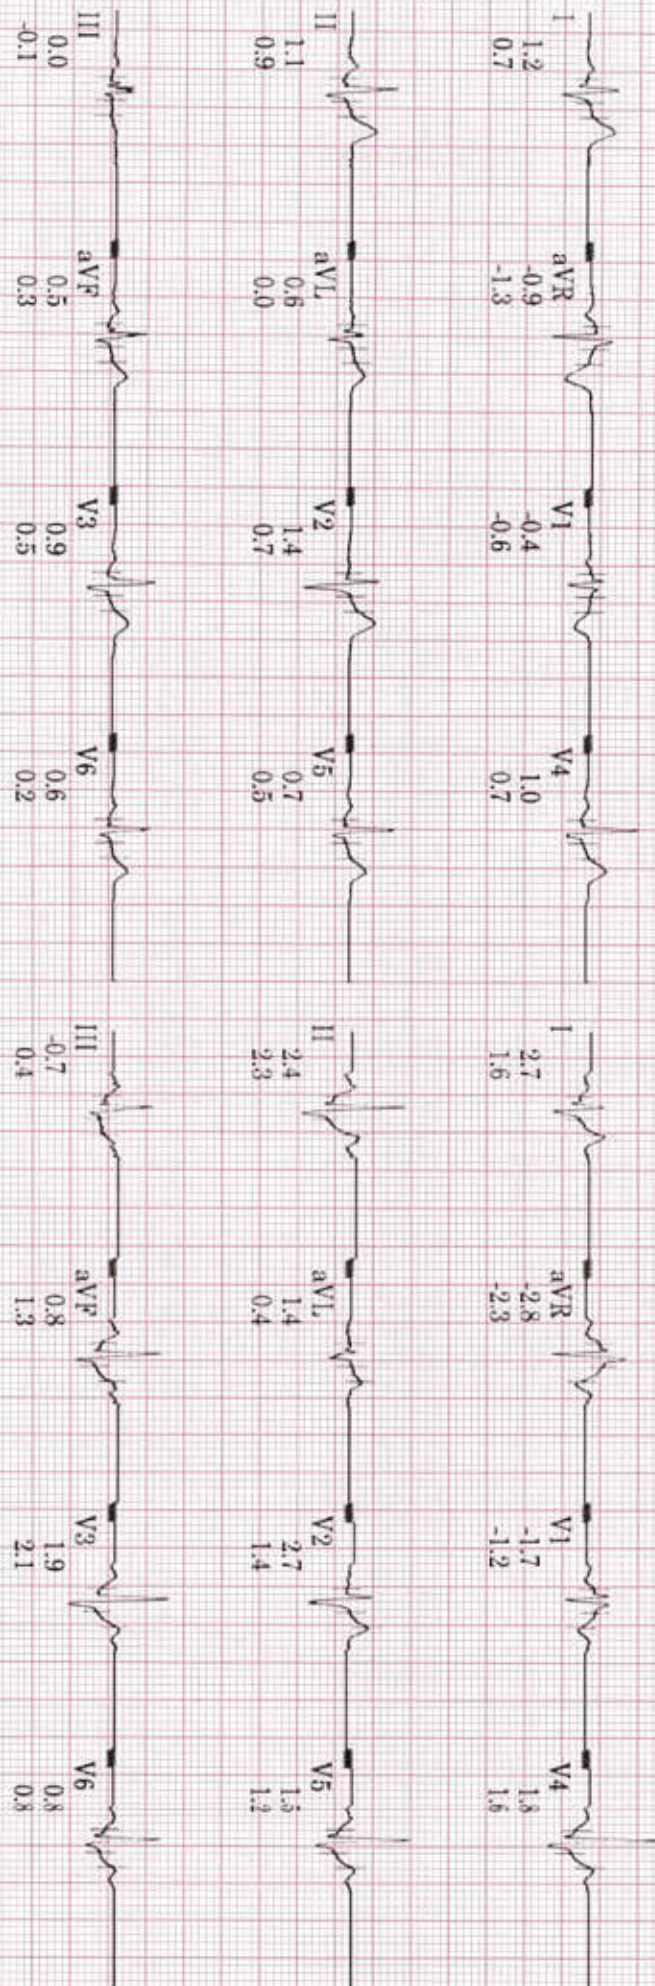 I aVR V1 V4 I aVR V1 V4
1.2 -0.9 -0.4 1.0 2.7 -2.8 -1.7 1.8
0.7 -1.3 -0.6 0.7 1.6 -2.3 -1.2 1.6
II aVL V2 V5 II aVL V2 V5
1.1 0.6 1.4 0.7 2.4 1.4 2.7 1.5
0.9 0.0 0.7 0.5 2.3 0.4 1.4 1.2
III aVF V3 V6 III aVF V3 V6
0.0 0.5 0.9 0.6 -0.7 0.8 1.9 0.8
-0.1 0.3 0.5 0.2 0.4 1.3 2.1 0.8